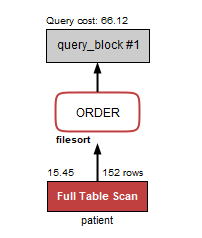 Query cost: 66.12
query_block #1
ORDER
filesort
15.45 152 rows
Full Table Scan
patient